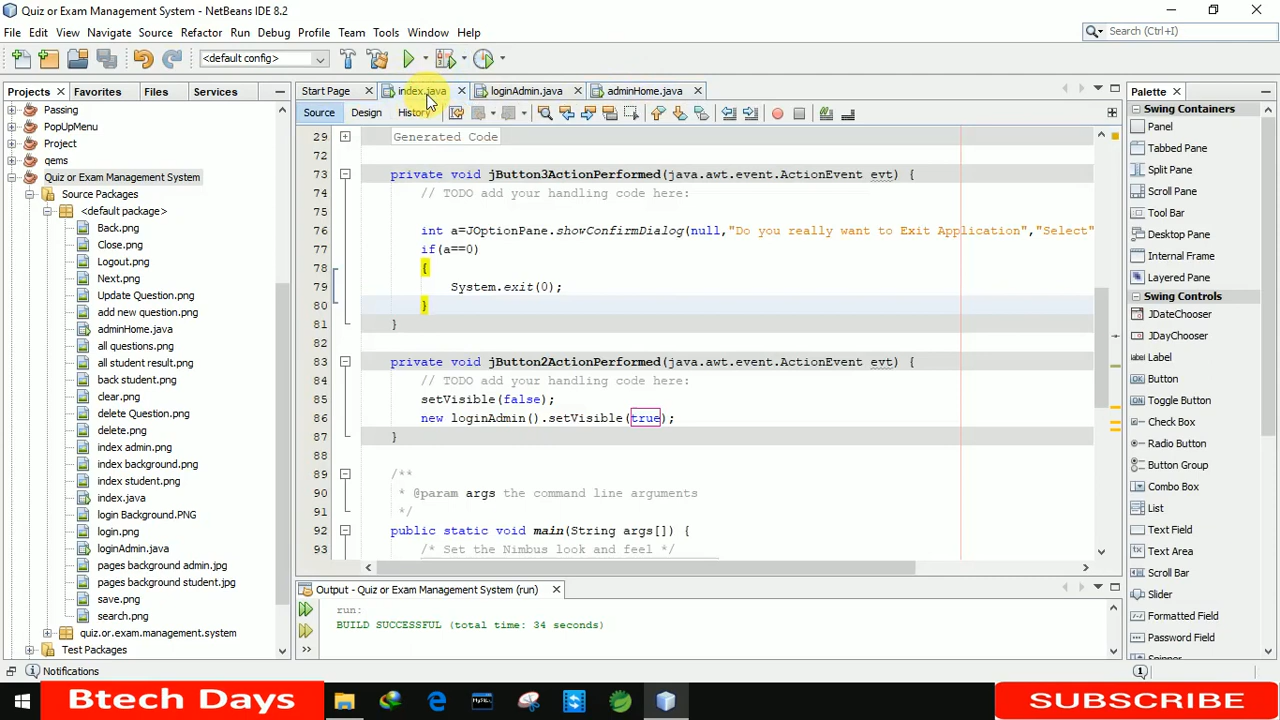 Quiz or Exam Management System - NetBeans IDE 8.2
File Edit View Navigate Source Refactor Run Debug Profile Team Tools Window Help
Search (Ctrl+I)
<default config>
Projects Favorites Files Services
Start Page index.java loginAdmin.java adminHome.java
Palette
Source Design History
Passing
PopUpMenu
Project
qems
Quiz or Exam Management System
Source Packages
<default package>
Back.png
Close.png
Logout.png
Next.png
Update Question.png
add new question.png
adminHome.java
all questions.png
all student result.png
back student.png
clear.png
delete Question.png
delete.png
index admin.png
index background.png
index student.png
index.java
login Background.PNG
login.png
loginAdmin.java
pages background admin.jpg
pages background student.jpg
save.png
search.png
quiz.or.exam.management.system
Test Packages
29 Generated Code
72
73 private void jButton3ActionPerformed(java.awt.event.ActionEvent evt) {
74 // TODO add your handling code here:
75
76 int a=JOptionPane.showConfirmDialog(null,"Do you really want to Exit Application","Select"
77 if(a==0)
78 {
79 System.exit(0);
80 }
81 }
82
83 private void jButton2ActionPerformed(java.awt.event.ActionEvent evt) {
84 // TODO add your handling code here:
85 setVisible(false);
86 new loginAdmin().setVisible(true);
87 }
88
89 /**
90 * @param args the command line arguments
91 */
92 public static void main(String args[]) {
93 /* Set the Nimbus look and feel */
Swing Containers
Panel
Tabbed Pane
Split Pane
Scroll Pane
Tool Bar
Desktop Pane
Internal Frame
Layered Pane
Swing Controls
JDateChooser
JDayChooser
Label
Button
Toggle Button
Check Box
Radio Button
Button Group
Combo Box
List
Text Field
Text Area
Scroll Bar
Slider
Formatted Field
Password Field
Spinner
Output - Quiz or Exam Management System (run)
run:
BUILD SUCCESSFUL (total time: 34 seconds)
Notifications
1
Btech Days
SUBSCRIBE